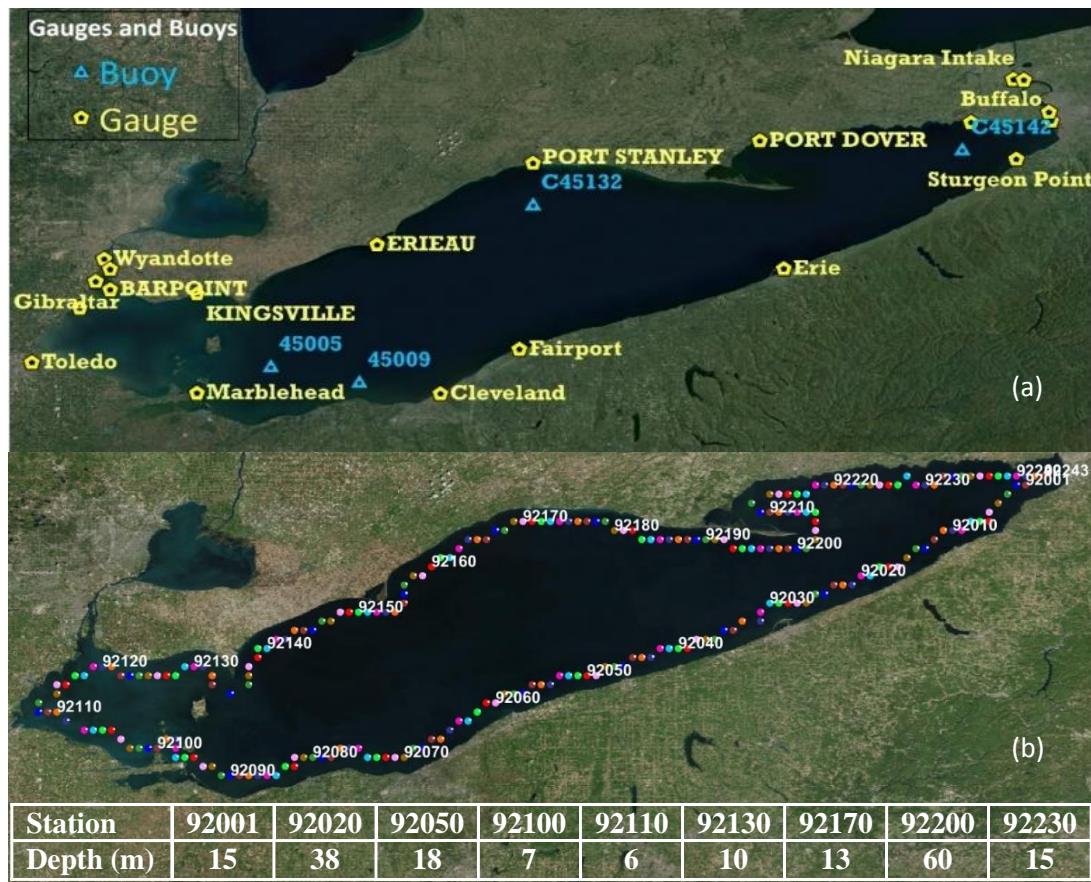 Gauges and Buoys
Buoy
Gauge
Niagara Intake
Buffalo
C45142
PORT DOVER
PORT STANLEY
Sturgeon Point
C45132
ERIEAU
Wyandotte
Erie
BARPOINT
Gibraltar
KINGSVILLE
45005
Fairport
45009
Toledo
Marblehead
Cleveland
(a)
92243
92220
92230
92001
92210
92170
92010
92180
92190
92200
92160
92020
92150
92030
92140
92040
92120
92130
92050
92060
92110
92100
92080
92070
(b)
92090
Station 92001 92020 92050 92100 92110 92130 92170 92200 92230
Depth (m) 15 38 18 7 6 10 13 60 15